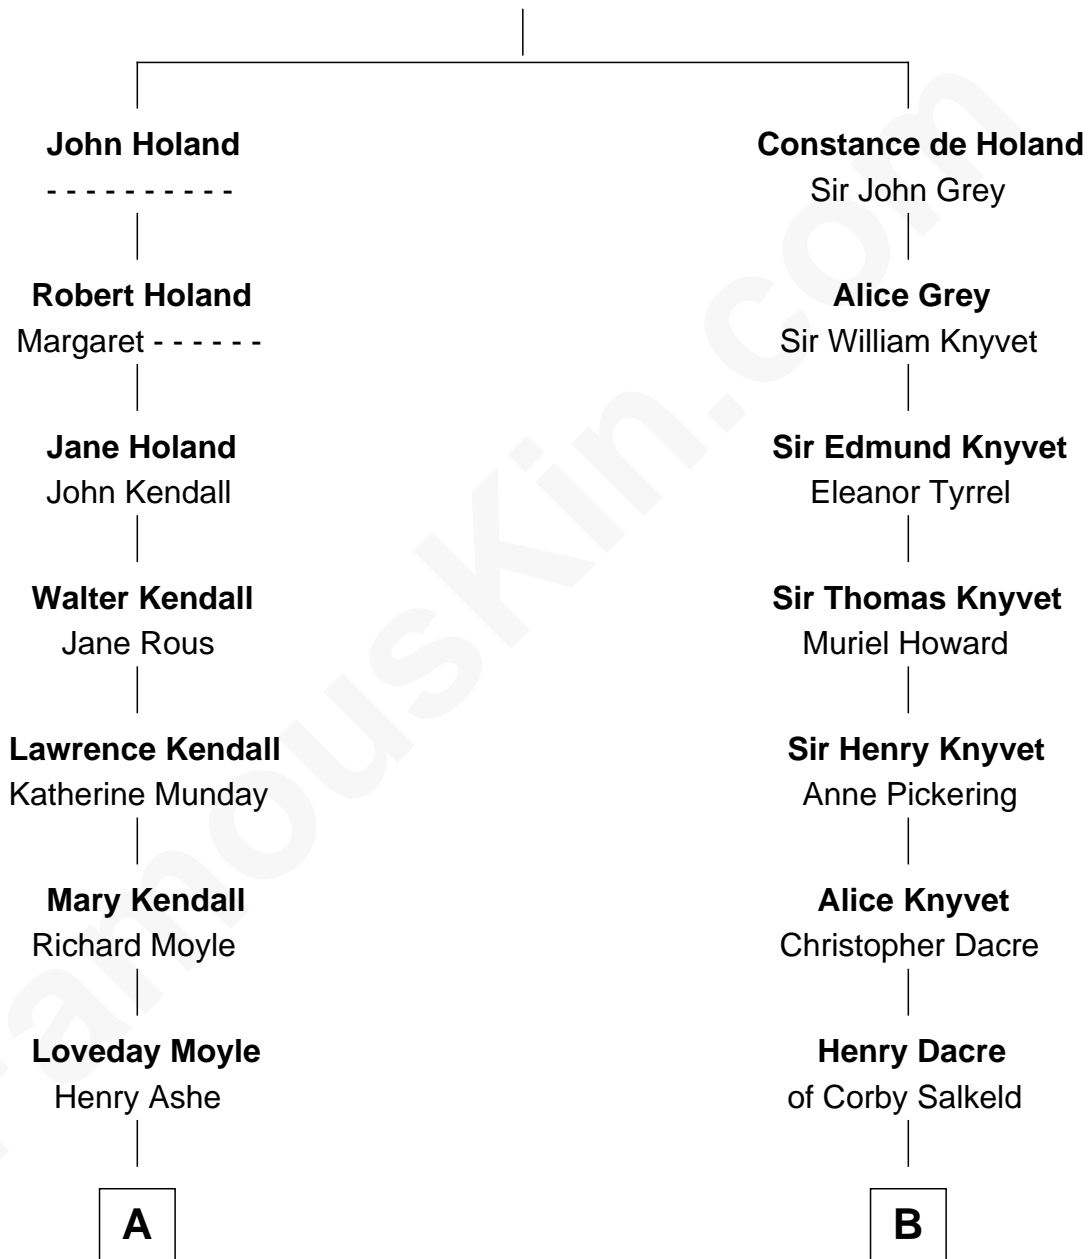 John Holand
- - - - - - - - - -
Robert Holand
Margaret - - - - - -
Jane Holand
John Kendall
Walter Kendall
Jane Rous
Lawrence Kendall
Katherine Munday
Mary Kendall
Richard Moyle
Loveday Moyle
Henry Ashe
A
Constance de Holand
Sir John Grey
Alice Grey
Sir William Knyvet
Sir Edmund Knyvet
Eleanor Tyrrel
Sir Thomas Knyvet
Muriel Howard
Sir Henry Knyvet
Anne Pickering
Alice Knyvet
Christopher Dacre
Henry Dacre
of Corby Salkeld
B
FamousKin.com